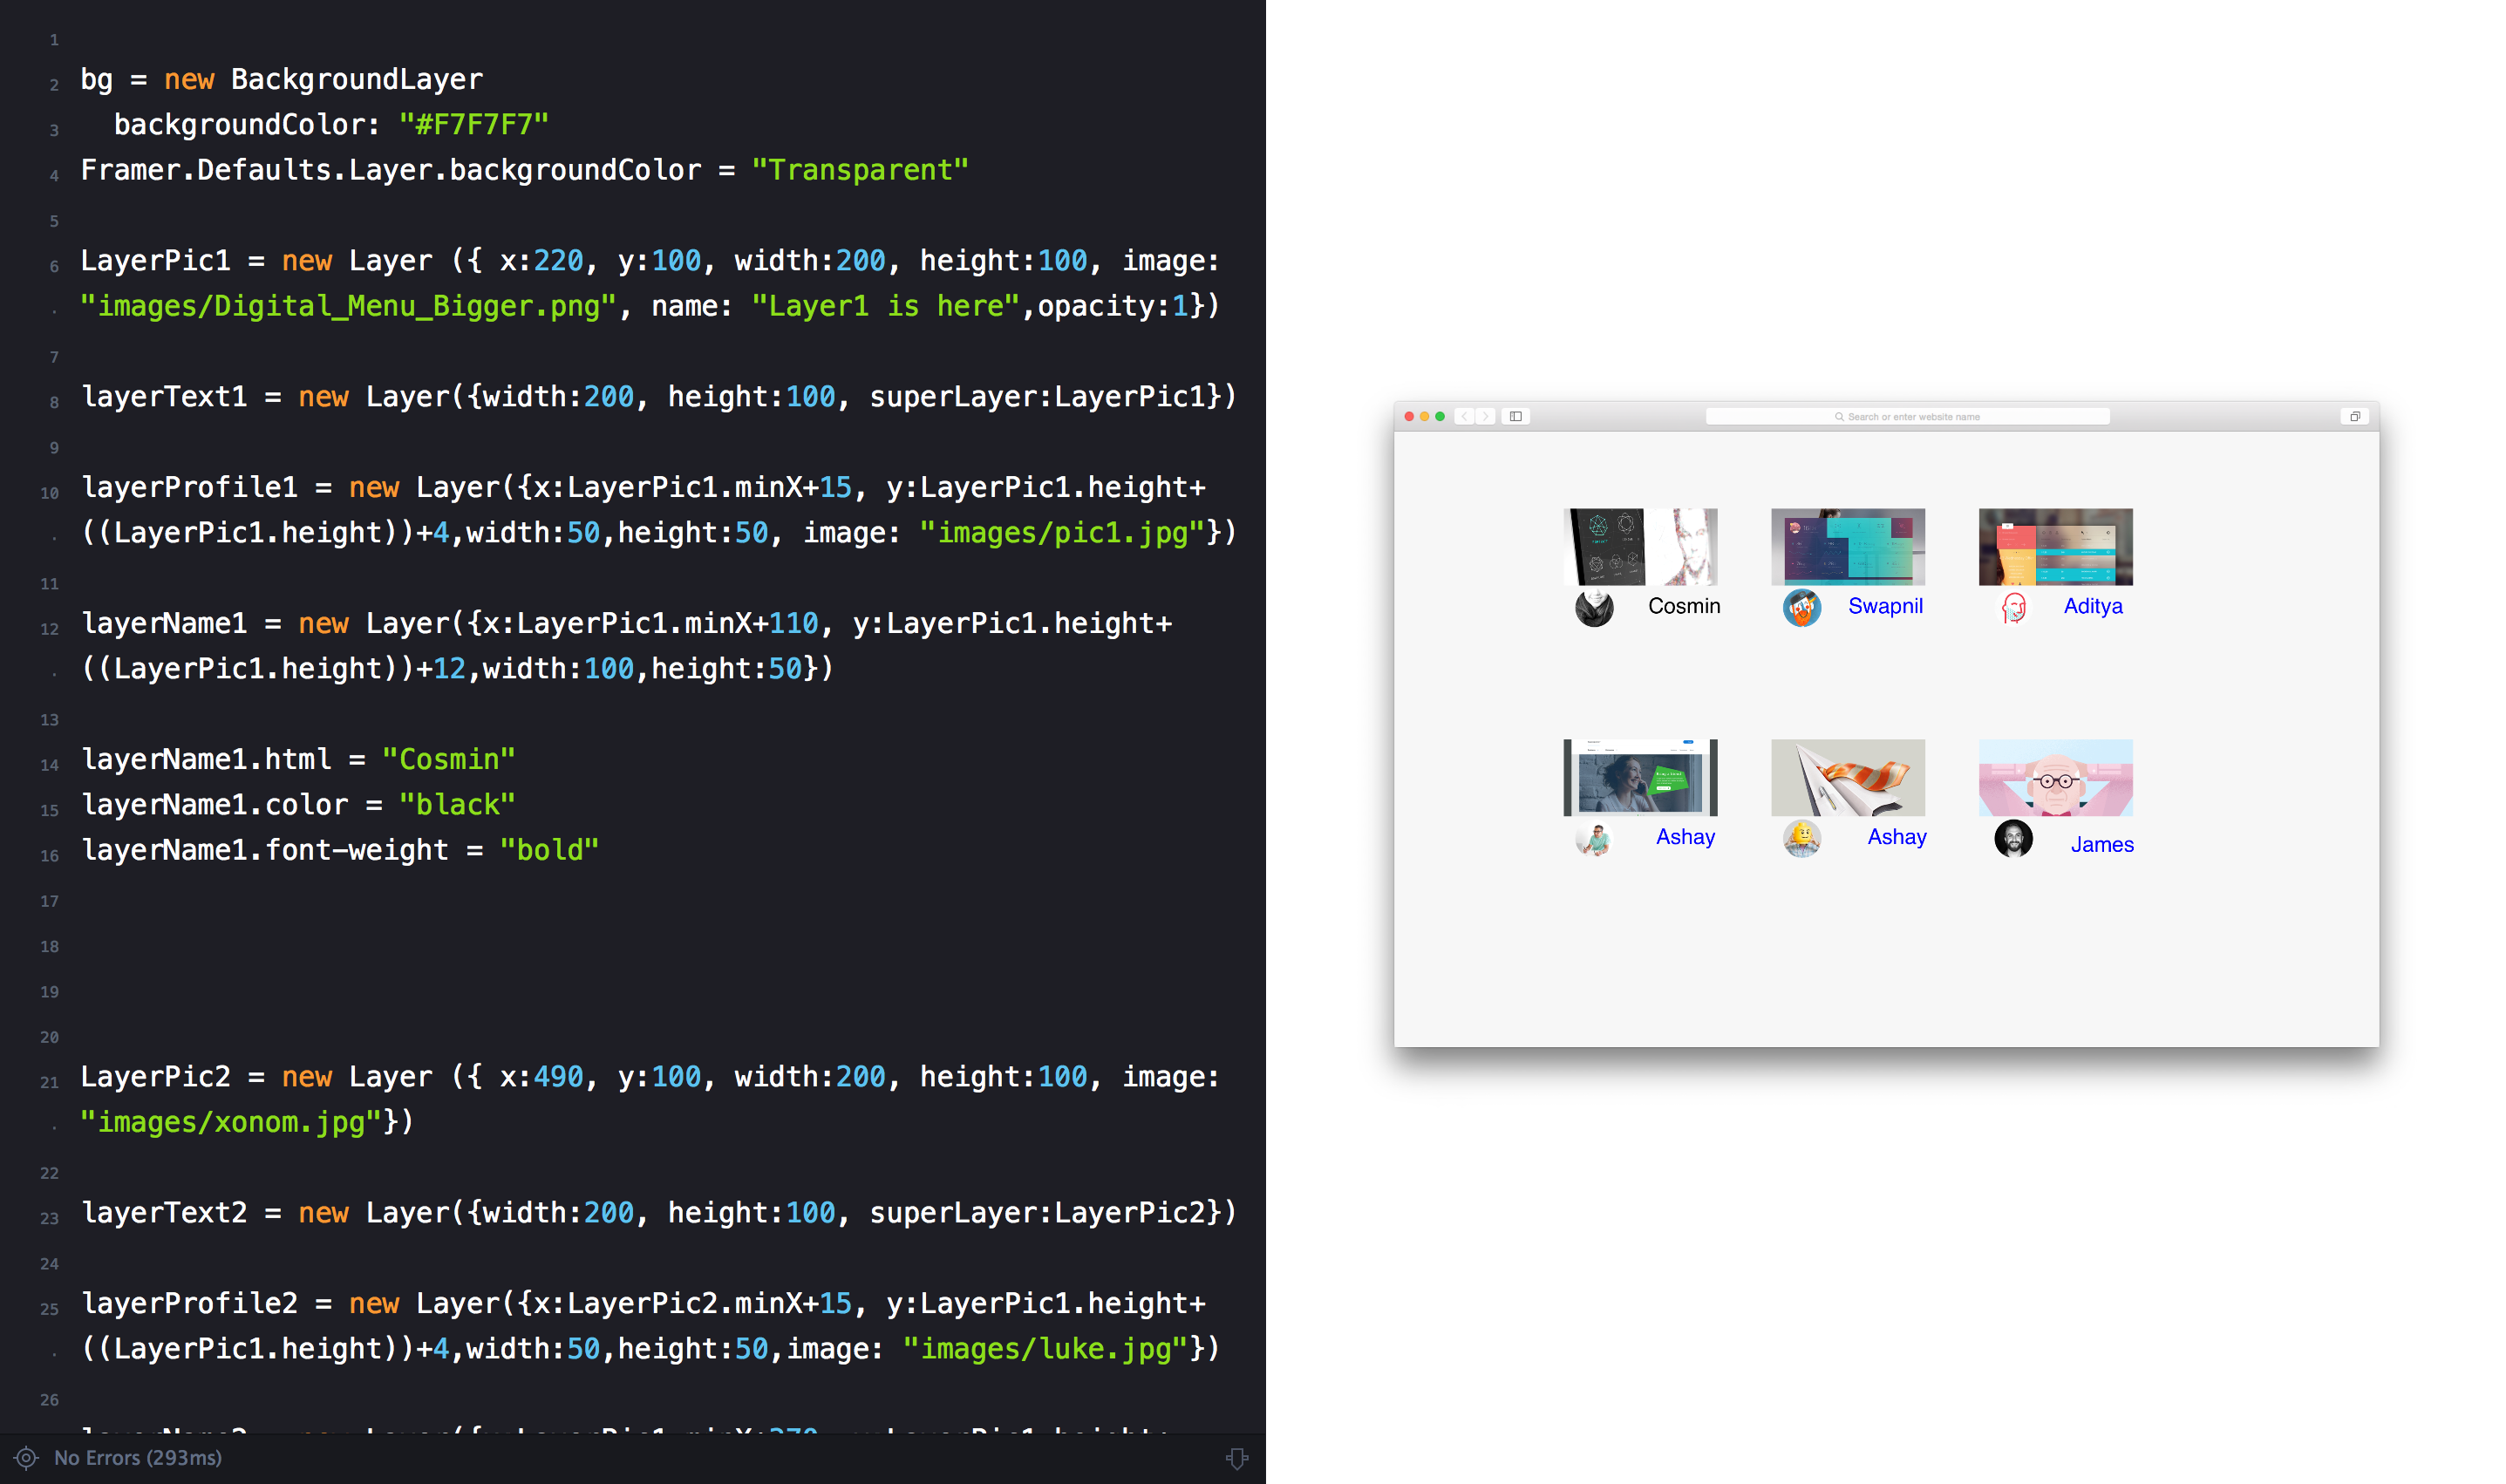 1
2 bg = new BackgroundLayer
3 backgroundColor: "#F7F7F7"
4 Framer.Defaults.Layer.backgroundColor = "Transparent"
5
6 LayerPic1 = new Layer ({ x:220, y:100, width:200, height:100, image:
. "images/Digital_Menu_Bigger.png", name: "Layer1 is here",opacity:1})
7
8 layerText1 = new Layer({width:200, height:100, superLayer:LayerPic1})
9
10 layerProfile1 = new Layer({x:LayerPic1.minX+15, y:LayerPic1.height+
. ((LayerPic1.height))+4,width:50,height:50, image: "images/pic1.jpg"})
11
12 layerName1 = new Layer({x:LayerPic1.minX+110, y:LayerPic1.height+
. ((LayerPic1.height))+12,width:100,height:50})
13
14 layerName1.html = "Cosmin"
15 layerName1.color = "black"
16 layerName1.font-weight = "bold"
17
18
19
20
21 LayerPic2 = new Layer ({ x:490, y:100, width:200, height:100, image:
. "images/xonom.jpg"})
22
23 layerText2 = new Layer({width:200, height:100, superLayer:LayerPic2})
24
25 layerProfile2 = new Layer({x:LayerPic2.minX+15, y:LayerPic1.height+
. ((LayerPic1.height))+4,width:50,height:50,image: "images/luke.jpg"})
26
No Errors (293ms)
Search or enter website name
Cosmin Swapnil Aditya
Ashay Ashay James